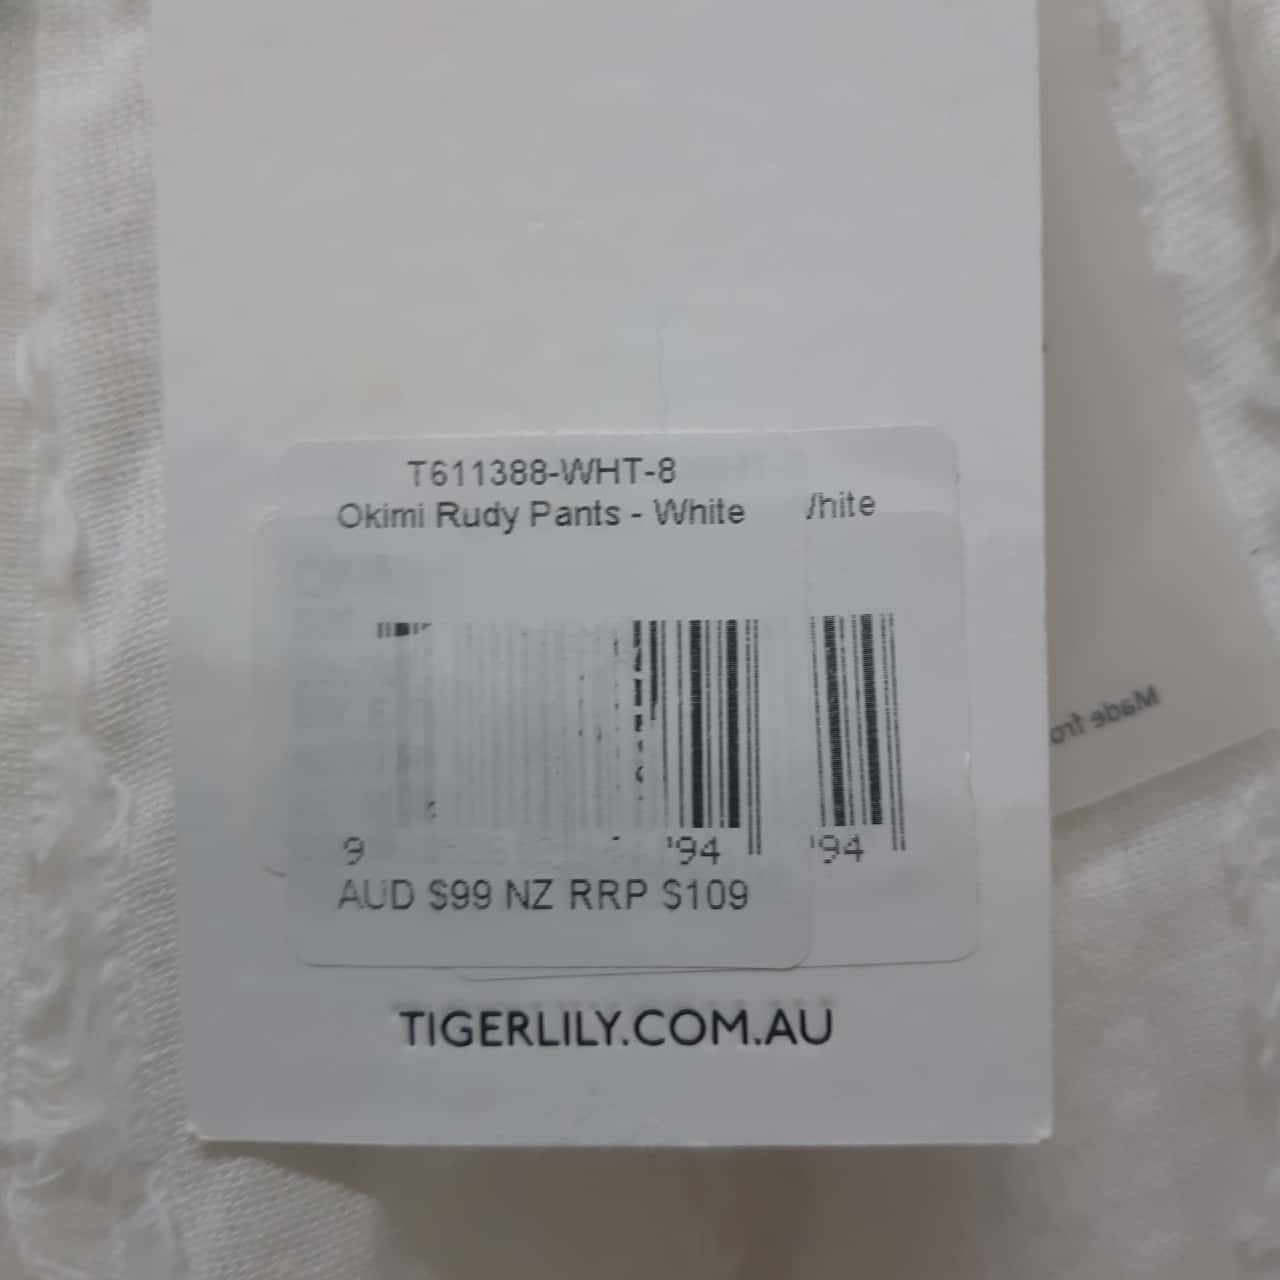 T611388-WHT-8
Okimi Rudy Pants - White
hite
9 '94
'94
AUD $99 NZ RRP $109
TIGERLILY.COM.AU
Made fro